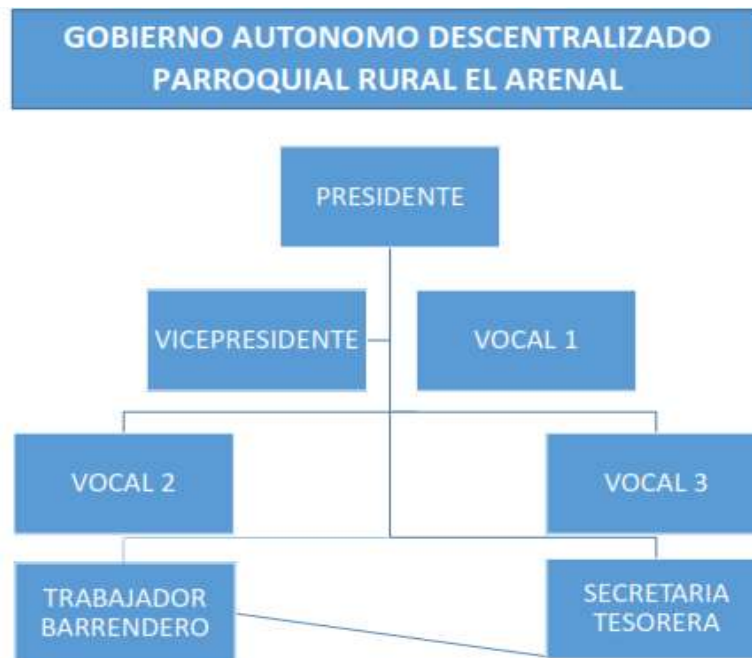 GOBIERNO AUTONOMO DESCENTRALIZADO
PARROQUIAL RURAL EL ARENAL
PRESIDENTE
VICEPRESIDENTE
VOCAL 1
VOCAL 2
VOCAL 3
TRABAJADOR
BARRENDERO
SECRETARIA
TESORERA